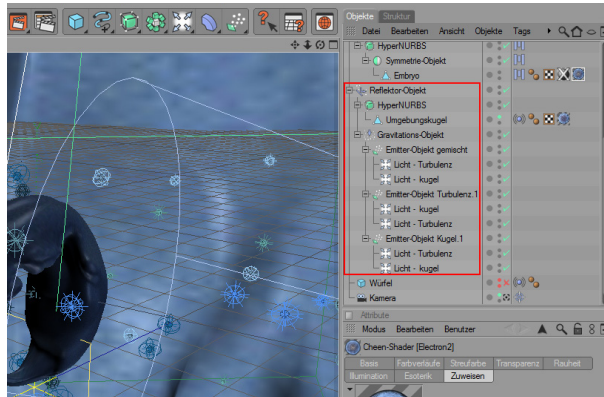 Objekte Struktur
Datei Bearbeiten Ansicht Objekte Tags
HyperNURBS
Symmetrie-Objekt
Embryo
Reflektor-Objekt
HyperNURBS
Umgebungskugel
Gravitations-Objekt
Emitter-Objekt gemischt
Licht - Turbulenz
Licht - kugel
Emitter-Objekt Turbulenz.1
Licht - kugel
Licht - Turbulenz
Emitter-Objekt Kugel.1
Licht - Turbulenz
Licht - kugel
Würfel
Kamera
Attribute
Modus Bearbeiten Benutzer
Cheen-Shader [Electron2]
Basis Farbverläufe Streufarbe Transparenz Rauheit
Illumination Esoterik Zuweisen